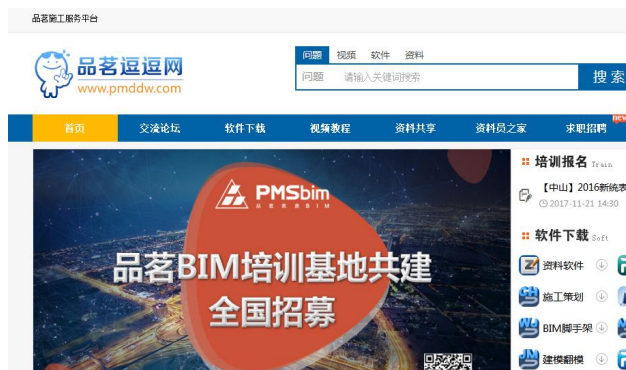 品茗施工服务平台
品茗逗逗网
www.pmddw.com
问题 视频 软件 资料
问题 请输入关键词搜索 搜 索
NEW
首页 交流论坛 软件下载 视频教程 资料共享 资料员之家 求职招聘
培训报名 Train
【中山】2016新统表
2017-11-21 14:30
PMSbim
品茗BIM培训基地共建
全国招募
软件下载 Soft
资料软件
施工策划
BIM脚手架
建模翻模